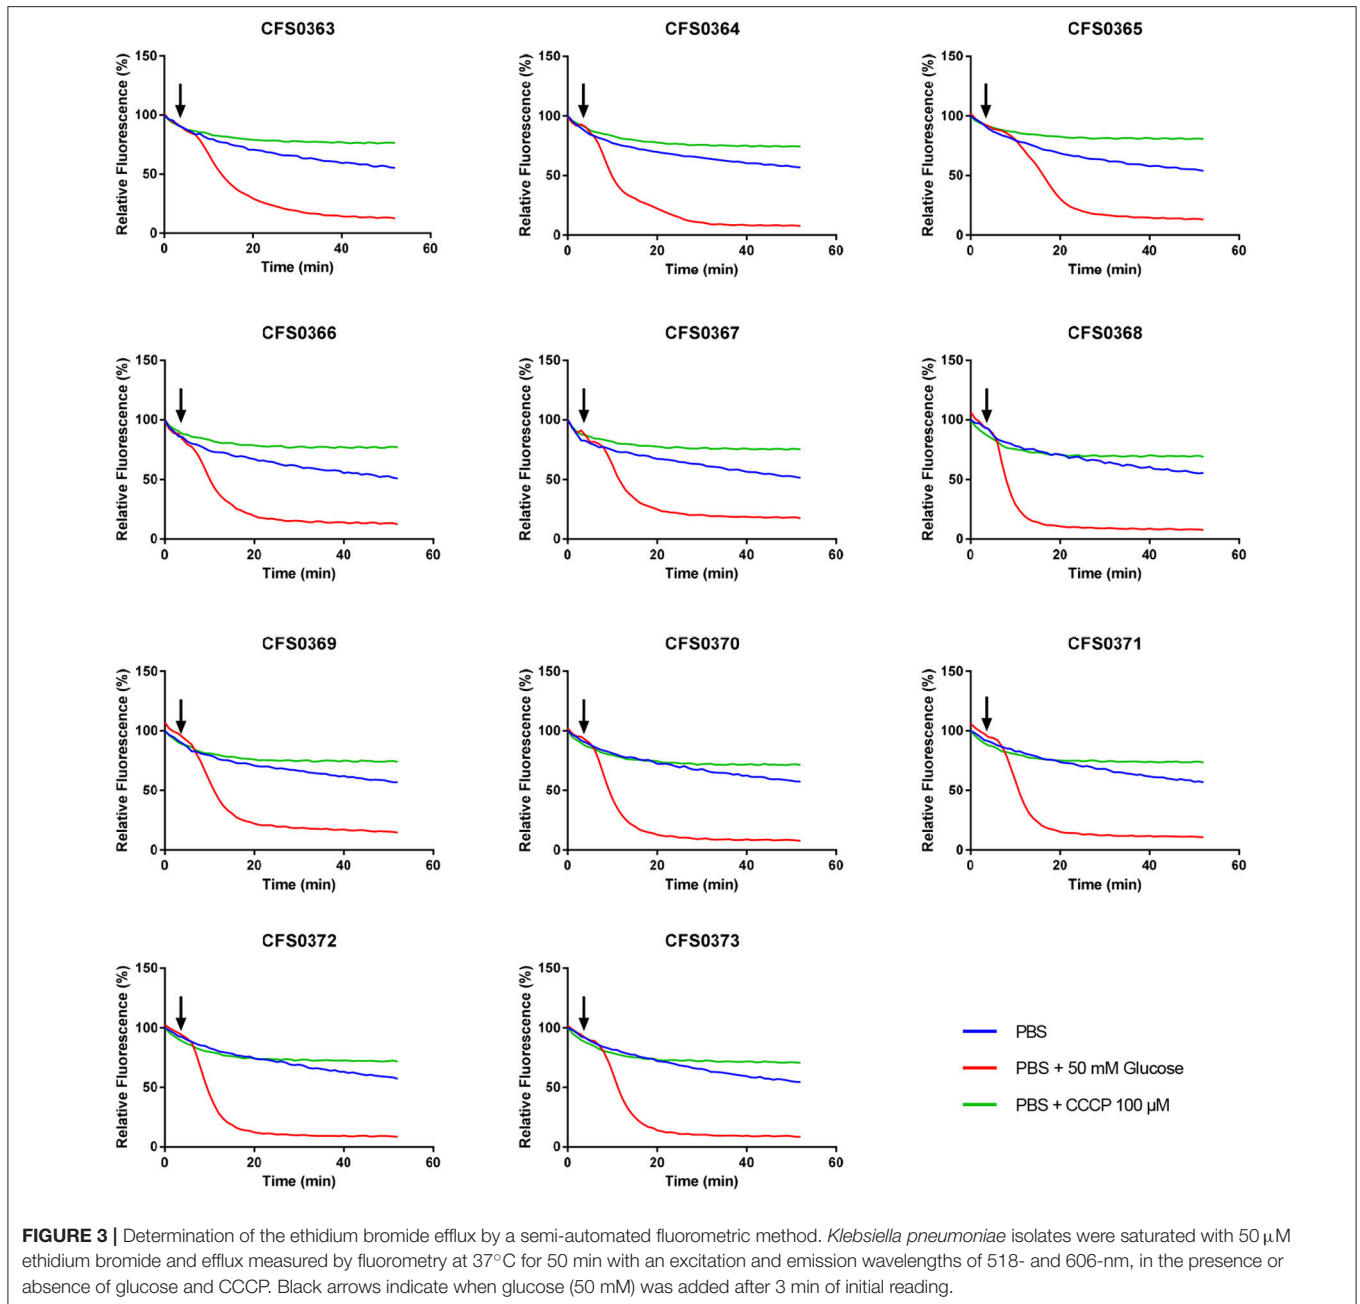 CFS0363
CFS0364
CFS0365
Relative Fluorescence (%)
150
100
50
0
0
20
40
60
Time (min)
Relative Fluorescence (%)
150
100
50
0
0
20
40
60
Time (min)
Relative Fluorescence (%)
150
100
50
0
0
20
40
60
Time (min)
CFS0366
CFS0367
CFS0368
Relative Fluorescence (%)
150
100
50
0
0
20
40
60
Time (min)
Relative Fluorescence (%)
150
100
50
0
0
20
40
60
Time (min)
Relative Fluorescence (%)
150
100
50
0
0
20
40
60
Time (min)
CFS0369
CFS0370
CFS0371
Relative Fluorescence (%)
150
100
50
0
0
20
40
60
Time (min)
Relative Fluorescence (%)
150
100
50
0
0
20
40
60
Time (min)
Relative Fluorescence (%)
150
100
50
0
0
20
40
60
Time (min)
CFS0372
CFS0373
Relative Fluorescence (%)
150
100
50
0
0
20
40
60
Time (min)
Relative Fluorescence (%)
150
100
50
0
0
20
40
60
Time (min)
PBS
PBS + 50 mM Glucose
PBS + CCCP 100 µM
FIGURE 3 | Determination of the ethidium bromide efflux by a semi-automated fluorometric method. Klebsiella pneumoniae isolates were saturated with 50 µM
ethidium bromide and efflux measured by fluorometry at 37°C for 50 min with an excitation and emission wavelengths of 518- and 606-nm, in the presence or
absence of glucose and CCCP. Black arrows indicate when glucose (50 mM) was added after 3 min of initial reading.